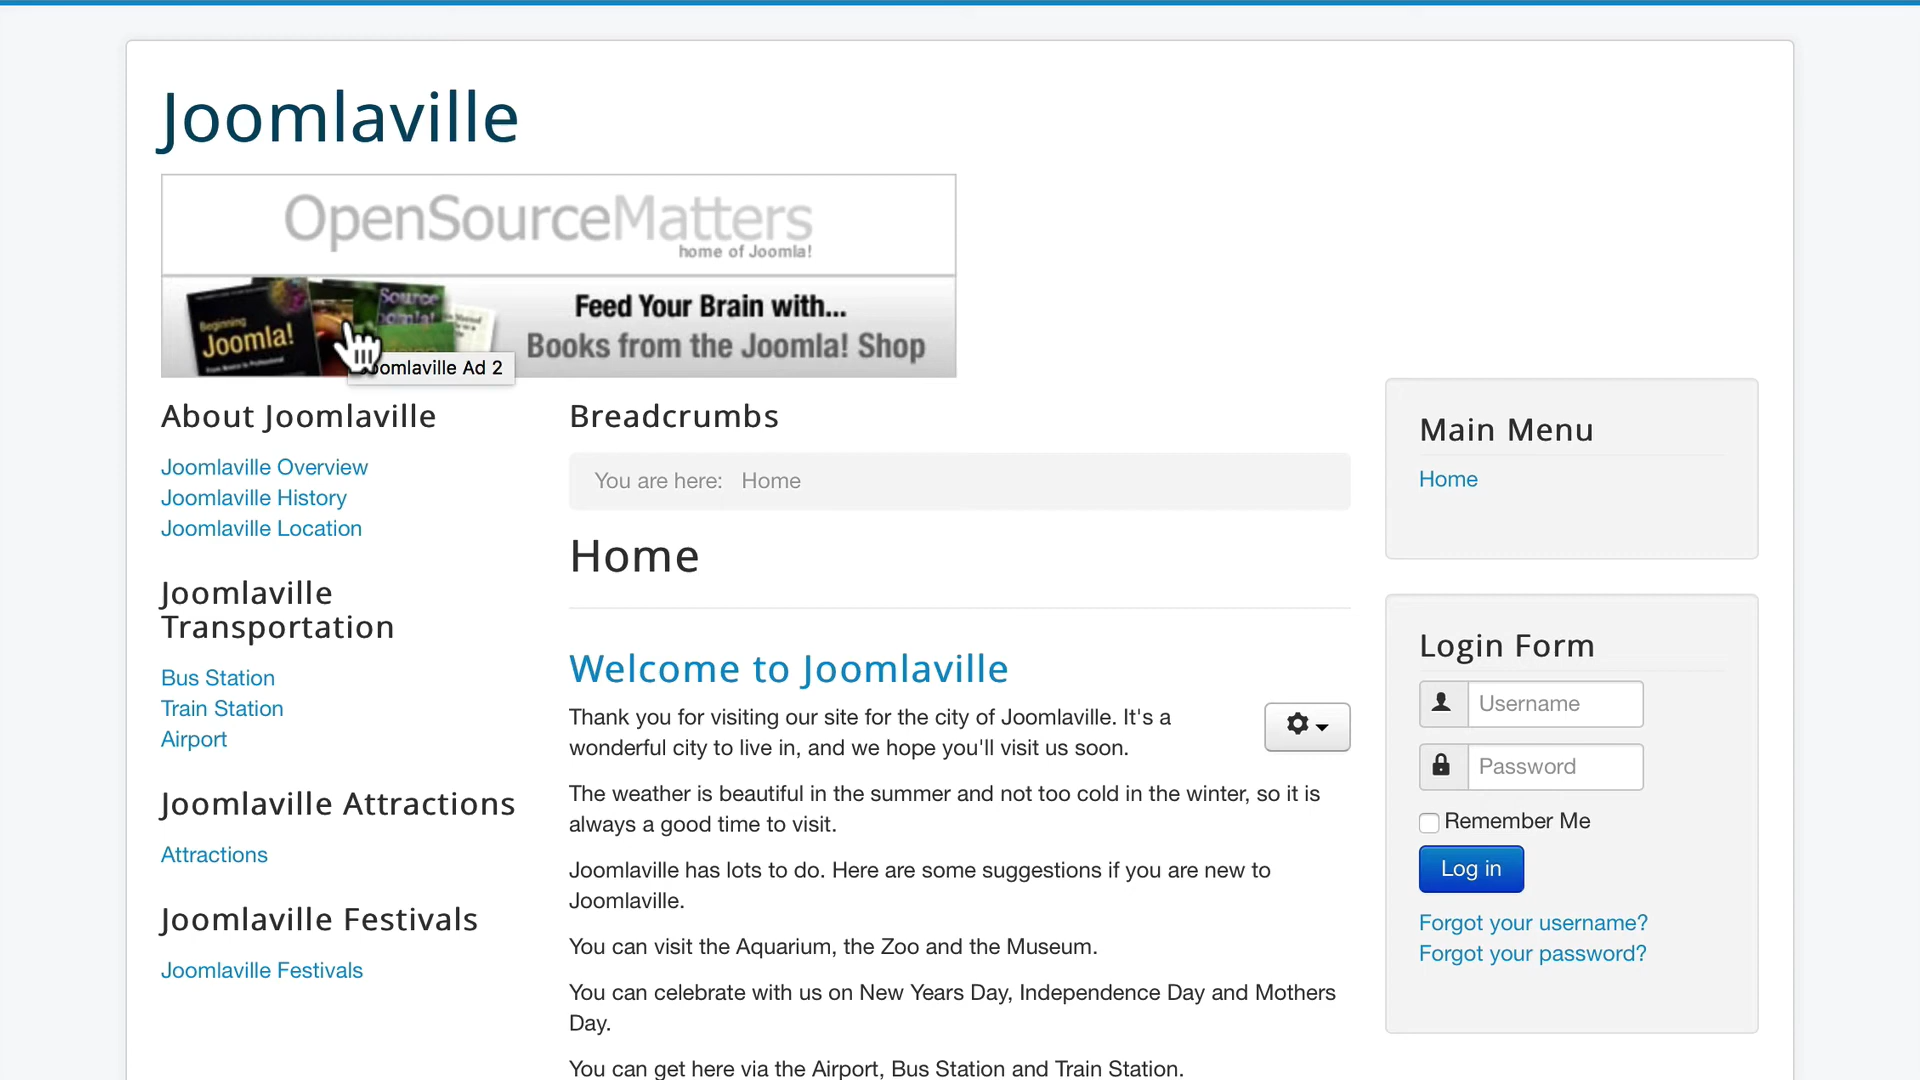 Joomlaville
OpenSourceMatters
home of Joomla!
Beginning
Joomla!
Source
Feed Your Brain with...
Books from the Joomla! Shop
oomlaville Ad 2
About Joomlaville
Joomlaville Overview
Joomlaville History
Joomlaville Location
Joomlaville
Transportation
Bus Station
Train Station
Airport
Joomlaville Attractions
Attractions
Joomlaville Festivals
Joomlaville Festivals
Breadcrumbs
You are here: Home
Home
Welcome to Joomlaville
Thank you for visiting our site for the city of Joomlaville. It's a
wonderful city to live in, and we hope you'll visit us soon.
The weather is beautiful in the summer and not too cold in the winter, so it is
always a good time to visit.
Joomlaville has lots to do. Here are some suggestions if you are new to
Joomlaville.
You can visit the Aquarium, the Zoo and the Museum.
You can celebrate with us on New Years Day, Independence Day and Mothers
Day.
You can get here via the Airport, Bus Station and Train Station.
Main Menu
Home
Login Form
Username
Password
Remember Me
Log in
Forgot your username?
Forgot your password?